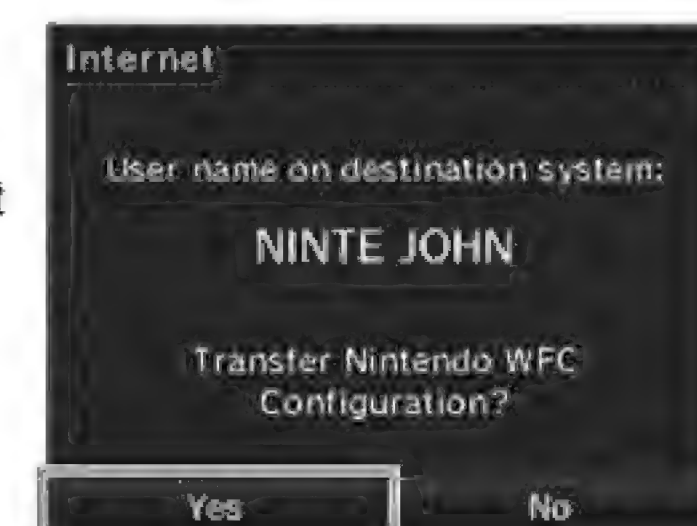 Internet
User name on destination system:
NINTE JOHN
Transfer Nintendo WFC
Configuration?
Yes No